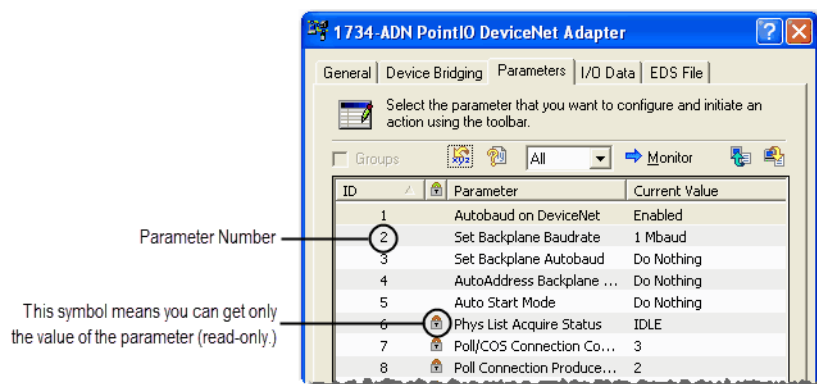 1734-ADN PointIO DeviceNet Adapter
General Device Bridging Parameters I/O Data EDS File
Select the parameter that you want to configure and initiate an
action using the toolbar.
Groups All Monitor
ID Parameter Current Value
1 Autobaud on DeviceNet Enabled
Parameter Number 2 Set Backplane Baudrate 1 Mbaud
3 Set Backplane Autobaud Do Nothing
4 AutoAddress Backplane ... Do Nothing
5 Auto Start Mode Do Nothing
This symbol means you can get only
the value of the parameter (read-only.)
6 Phys List Acquire Status IDLE
7 Poll/COS Connection Co... 3
8 Poll Connection Produce... 2